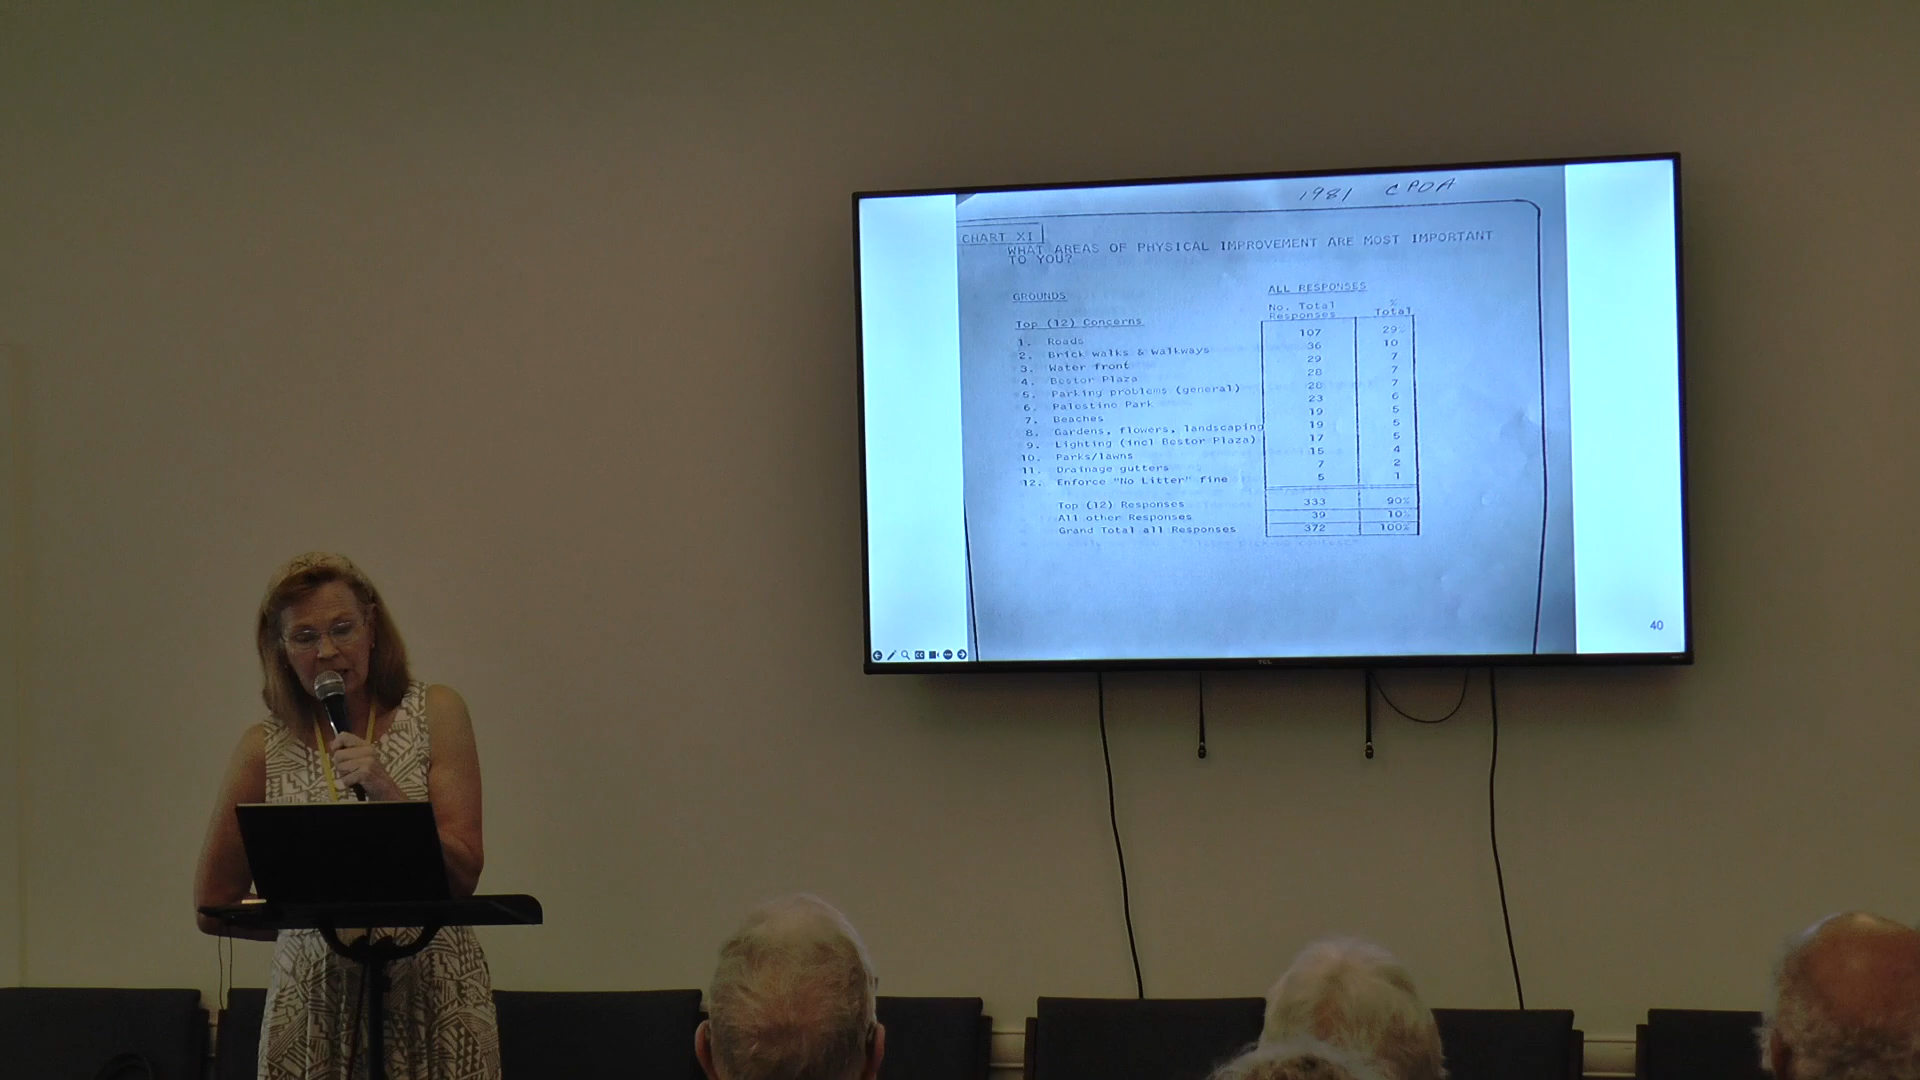 1981 CPOA
CHART XI
WHAT AREAS OF PHYSICAL IMPROVEMENT ARE MOST IMPORTANT
TO YOU?
GROUNDS
ALL RESPONSES
No. Total Responses
% Total
Top (12) Concerns
1. Roads 107 29%
2. Brick walks & walkways 36 10
3. Water front 29 7
4. Bestor Plaza 28 7
5. Parking problems (general) 28 7
6. Palestine Park 23 6
7. Beaches 19 5
8. Gardens, flowers, landscaping 19 5
9. Lighting (incl Bestor Plaza) 17 5
10. Parks/lawns 15 4
11. Drainage gutters 7 2
12. Enforce "No Litter" fine 5 1
Top (12) Responses 333 90%
All other Responses 39 10%
Grand Total all Responses 372 100%
40
TCL